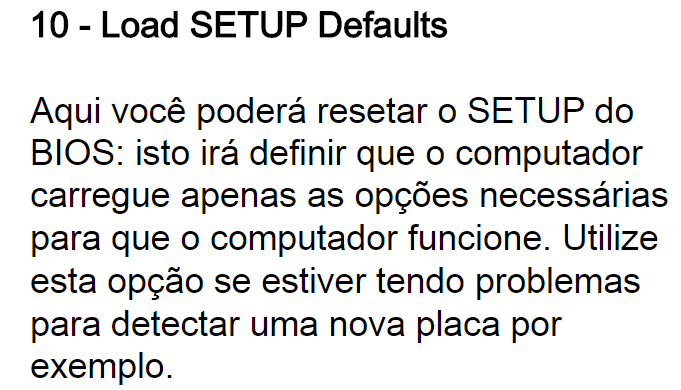 10 - Load SETUP Defaults
Aqui você poderá resetar o SETUP do
BIOS: isto irá definir que o computador
carregue apenas as opções necessárias
para que o computador funcione. Utilize
esta opção se estiver tendo problemas
para detectar uma nova placa por
exemplo.